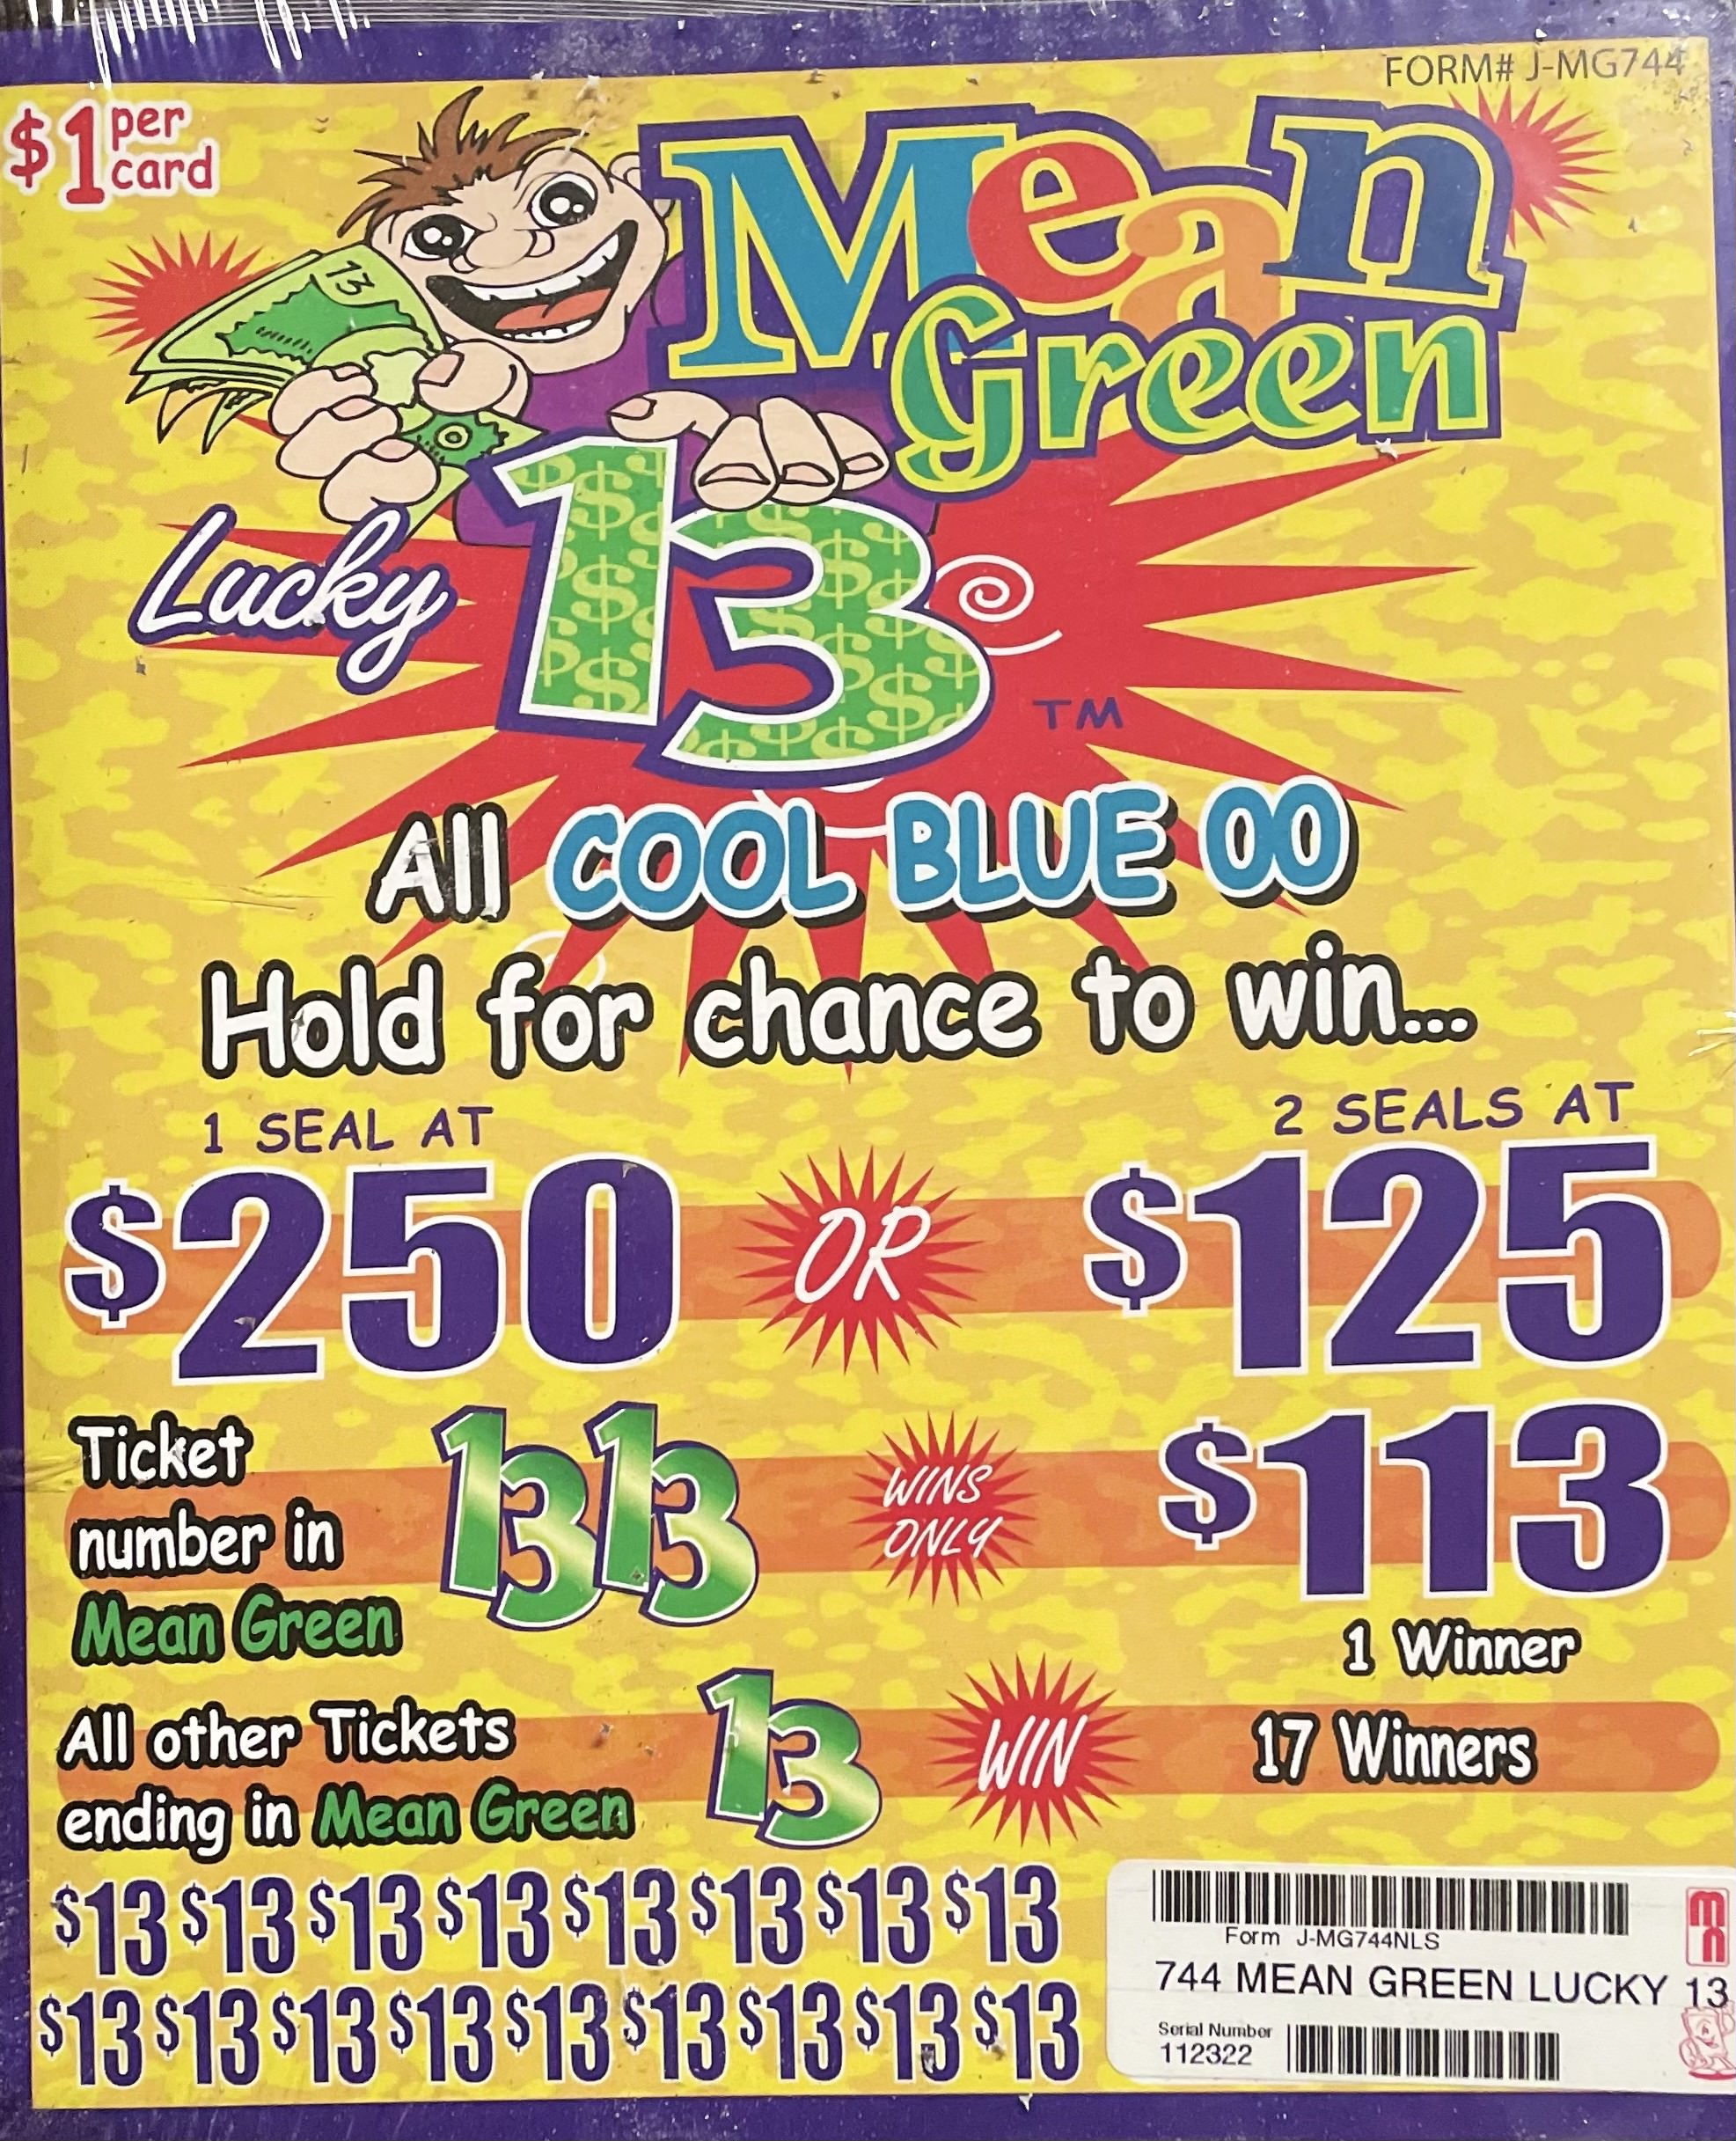 FORM# J-MG744
$1 per card
13
Mean
Green
Lucky 13 TM
All COOL BLUE 00
Hold for chance to win...
1 SEAL AT
$250
OR
2 SEALS AT
$125
Ticket
number in
Mean Green
1313
WINS
ONLY
$113
1 Winner
All other Tickets
ending in Mean Green
13
WIN
17 Winners
$13 $13 $13 $13 $13 $13 $13 $13
$13 $13 $13 $13 $13 $13 $13 $13 $13
Form J-MG744NLS
744 MEAN GREEN LUCKY 13
Serial Number
112322
mn